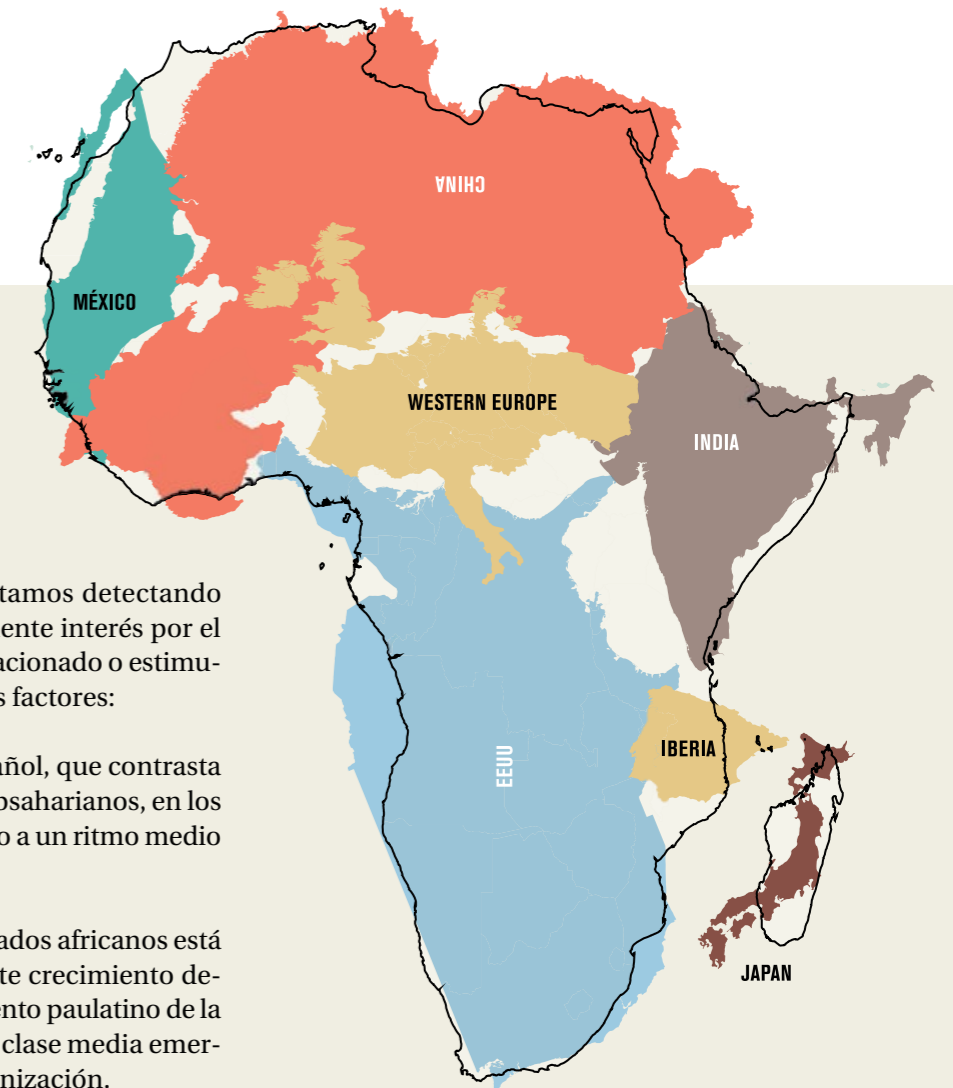 CHINA
MÉXICO
WESTERN EUROPE
INDIA
EEUU
IBERIA
JAPAN
tamos detectando
ente interés por el
acionado o estimu-
s factores:
añol, que contrasta
bsaharianos, en los
o a un ritmo medio
ados africanos está
te crecimiento de-
ento paulatino de la
clase media emer-
nización.